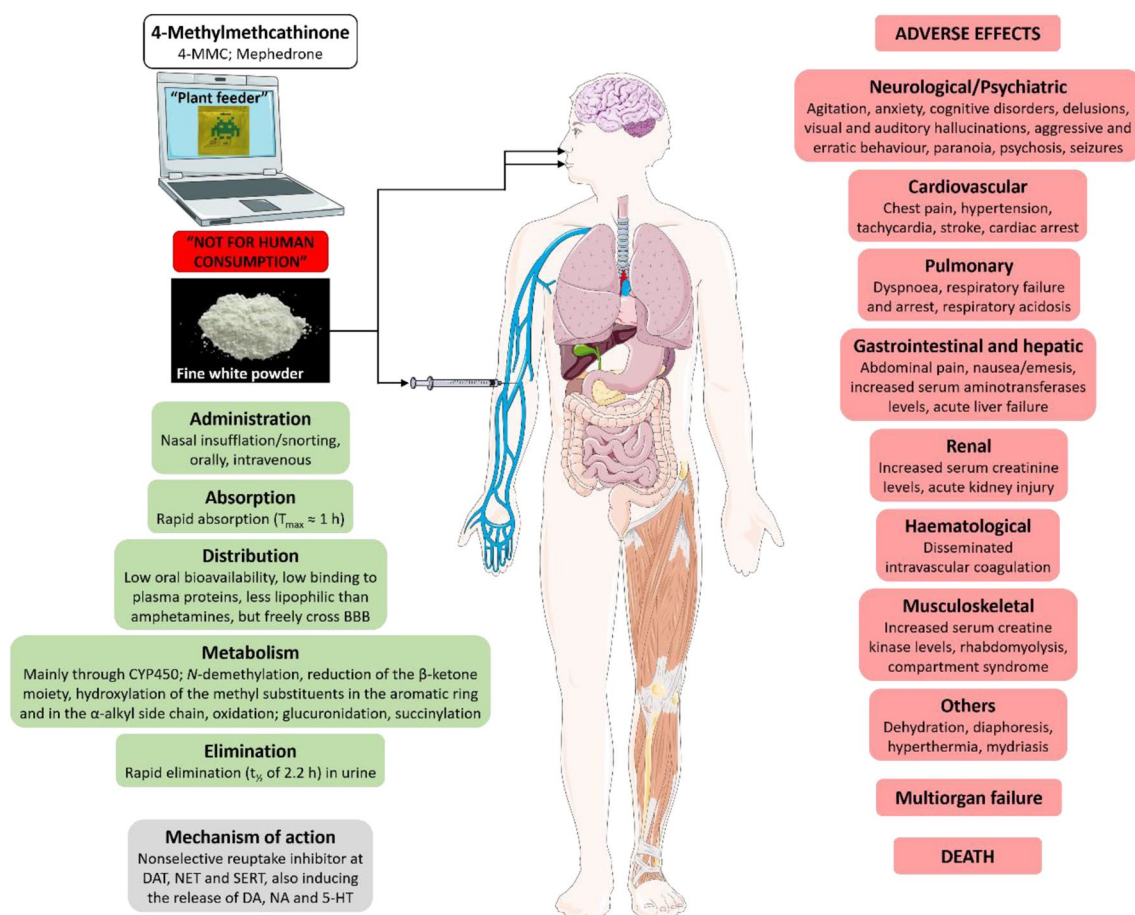 4-Methylmethcathinone
4-MMC; Mephedrone
“Plant feeder”
“NOT FOR HUMAN
CONSUMPTION”
Fine white powder
Administration
Nasal insufflation/snorting,
orally, intravenous
Absorption
Rapid absorption (Tmax ≈ 1 h)
Distribution
Low oral bioavailability, low binding to
plasma proteins, less lipophilic than
amphetamines, but freely cross BBB
Metabolism
Mainly through CYP450; N-demethylation, reduction of the β-ketone
moiety, hydroxylation of the methyl substituents in the aromatic ring
and in the α-alkyl side chain, oxidation; glucuronidation, succinylation
Elimination
Rapid elimination (t½ of 2.2 h) in urine
Mechanism of action
Nonselective reuptake inhibitor at
DAT, NET and SERT, also inducing
the release of DA, NA and 5-HT
ADVERSE EFFECTS
Neurological/Psychiatric
Agitation, anxiety, cognitive disorders, delusions,
visual and auditory hallucinations, aggressive and
erratic behaviour, paranoia, psychosis, seizures
Cardiovascular
Chest pain, hypertension,
tachycardia, stroke, cardiac arrest
Pulmonary
Dyspnoea, respiratory failure
and arrest, respiratory acidosis
Gastrointestinal and hepatic
Abdominal pain, nausea/emesis,
increased serum aminotransferases
levels, acute liver failure
Renal
Increased serum creatinine
levels, acute kidney injury
Haematological
Disseminated
intravascular coagulation
Musculoskeletal
Increased serum creatine
kinase levels, rhabdomyolysis,
compartment syndrome
Others
Dehydration, diaphoresis,
hyperthermia, mydriasis
Multiorgan failure
DEATH